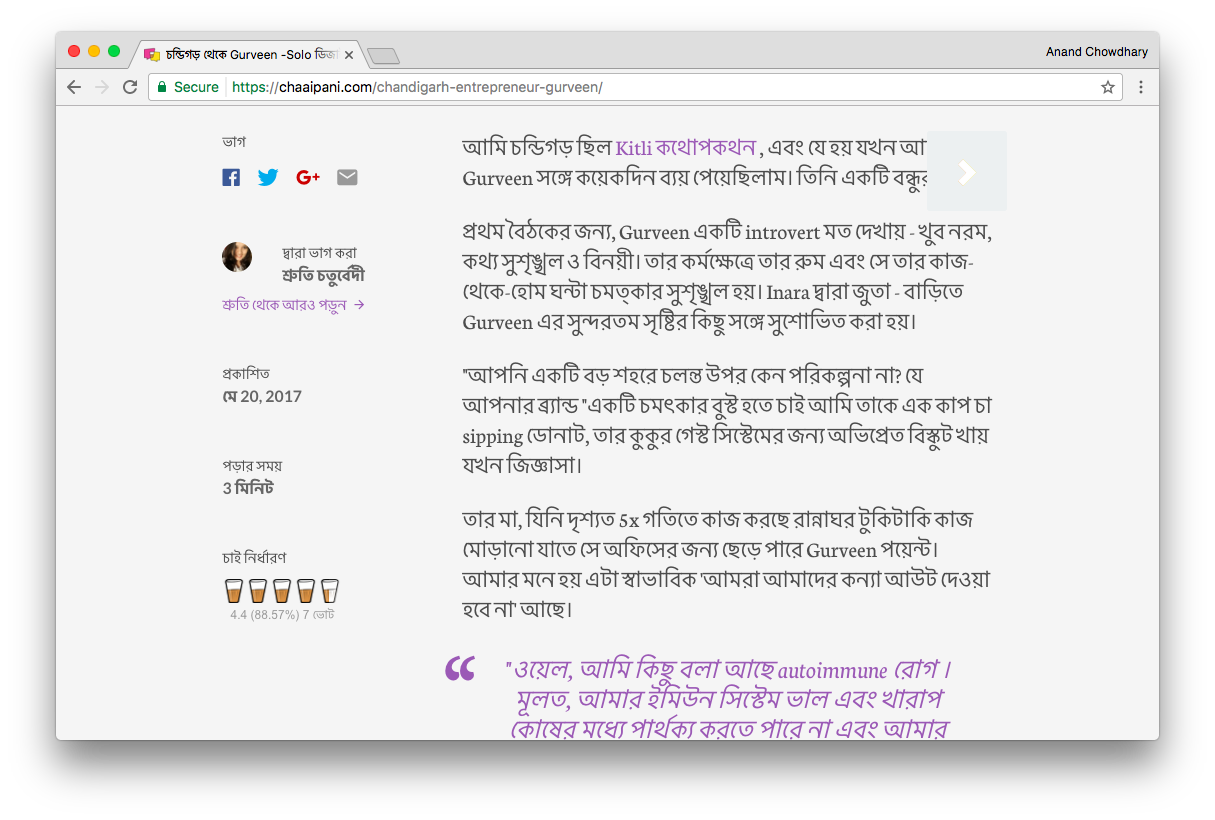 চন্ডিগড় থেকে Gurveen -Solo
Anand Chowdhary
Secure https://chaaipani.com/chandigarh-entrepreneur-gurveen/
ভাগ
G+
দ্বারা ভাগ করা
শ্রুতি চতুর্বেদী
শ্রুতি থেকে আরও পড়ুন →
প্রকাশিত
মে 20, 2017
পড়ার সময়
3 মিনিট
চাই নির্ধারণ
4.4 (88.57%) 7 ভোট
আমি চন্ডিগড় ছিল Kitli কথোপকথন , এবং যে হয় যখন
Gurveen সঙ্গে কয়েকদিন ব্যয় পেয়েছিলাম। তিনি একটি
প্রথম বৈঠকের জন্য, Gurveen একটি introvert মত দেখায় - খুব নরম,
কথ্য সুশৃঙ্খল ও বিনয়ী। তার কর্মক্ষেত্রে তার রুম এবং সে তার কাজ-
থেকে-হোম ঘন্টা চমত্কার সুশৃঙ্খল হয়। Inara দ্বারা জুতা - বাড়িতে
Gurveen এর সুন্দরতম সৃষ্টির কিছু সঙ্গে সুশোভিত করা হয়।
"আপনি একটি বড় শহরে চলন্ত উপর কেন পরিকল্পনা না? যে
আপনার ব্র্যান্ড "একটি চমৎকার বুস্ট হতে চাই আমি তাকে এক কাপ চা
sipping ডোনাট, তার কুকুর গেস্ট সিস্টেমের জন্য অভিপ্রেত বিস্কুট খায়
যখন জিজ্ঞাসা।
তার মা, যিনি দৃশ্যত 5x গতিতে কাজ করছে রান্নাঘর টুকিটাকি কাজ
মোড়ানো যাতে সে অফিসের জন্য ছেড়ে পারে Gurveen পয়েন্ট।
আমার মনে হয় এটা স্বাভাবিক 'আমরা আমাদের কন্যা আউট দেওয়া
হবে না' আছে।
"ওয়েল, আমি কিছু বলা আছে autoimmune রোগ ।
মূলত, আমার ইমিউন সিস্টেম ভাল এবং খারাপ
কোষের মধ্যে পার্থক্য করতে পারে না এবং আমার